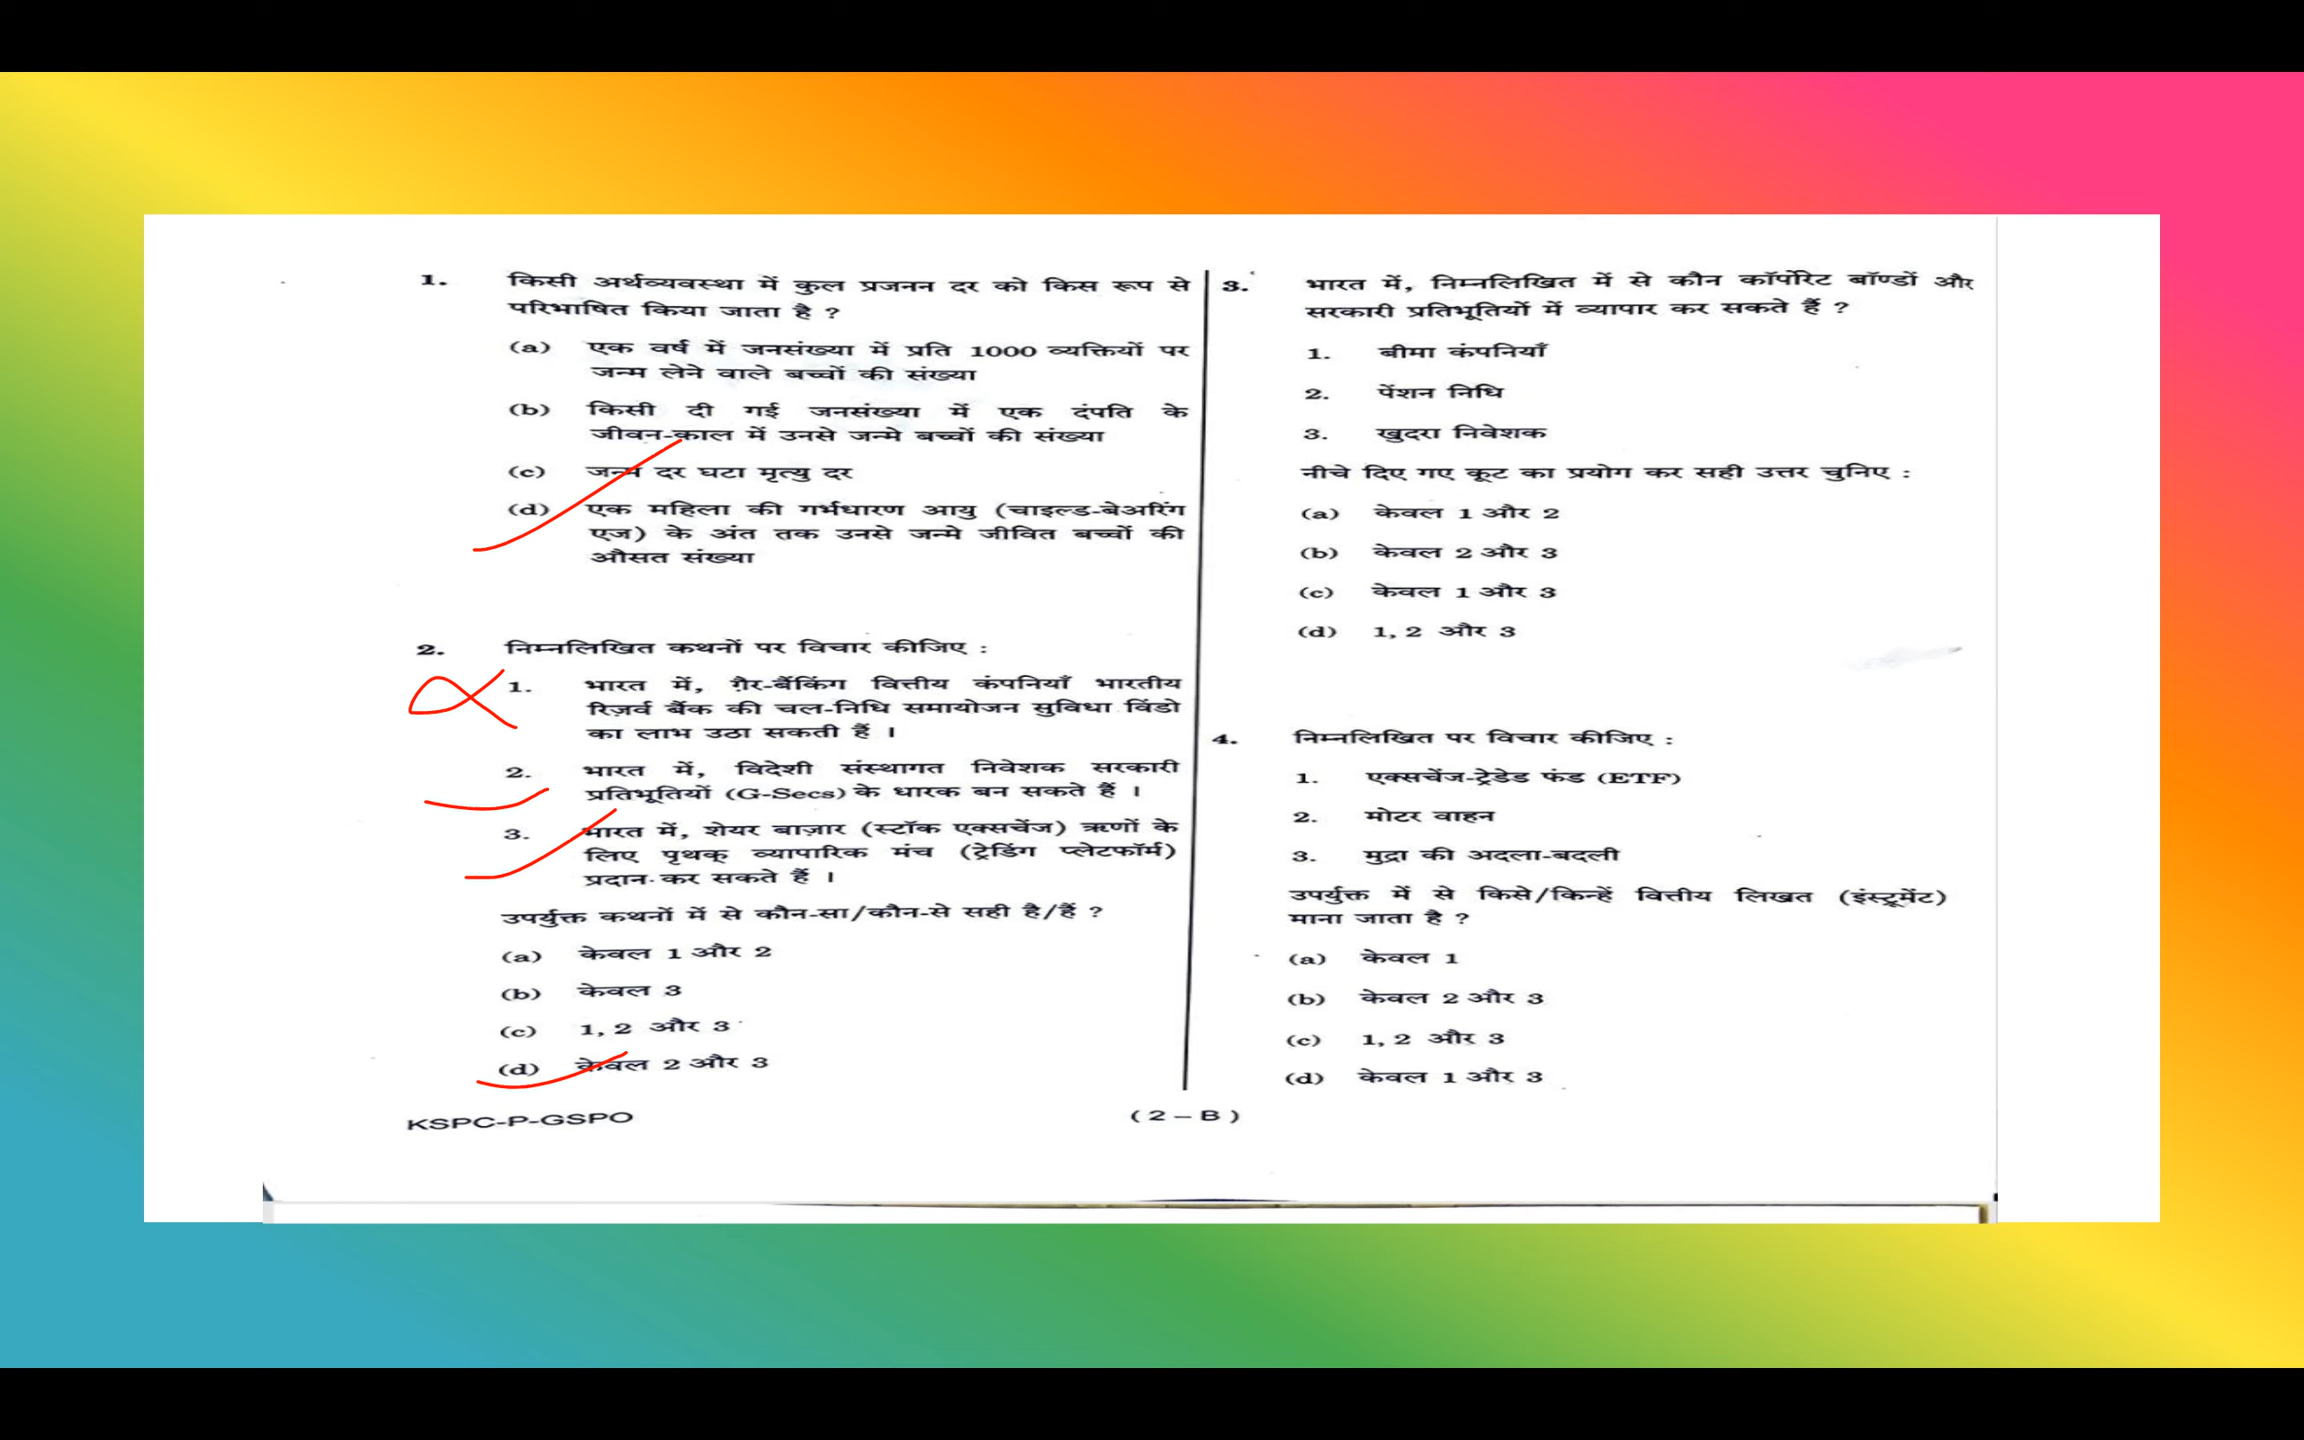 1. किसी अर्थव्यवस्था में कुल प्रजनन दर को किस रूप से
परिभाषित किया जाता है ?
(a) एक वर्ष में जनसंख्या में प्रति 1000 व्यक्तियों पर
जन्म लेने वाले बच्चों की संख्या
(b) किसी दी गई जनसंख्या में एक दंपति के
जीवन-काल में उनसे जन्मे बच्चों की संख्या
(c) जन्म दर घटा मृत्यु दर
(d) एक महिला की गर्भधारण आयु (चाइल्ड-बेअरिंग
एज) के अंत तक उनसे जन्मे जीवित बच्चों की
औसत संख्या
2. निम्नलिखित कथनों पर विचार कीजिए :
1. भारत में, ग़ैर-बैंकिंग वित्तीय कंपनियाँ भारतीय
रिज़र्व बैंक की चल-निधि समायोजन सुविधा विंडो
का लाभ उठा सकती हैं ।
2. भारत में, विदेशी संस्थागत निवेशक सरकारी
प्रतिभूतियों (G-Secs) के धारक बन सकते हैं ।
3. भारत में, शेयर बाज़ार (स्टॉक एक्सचेंज) ऋणों के
लिए पृथक् व्यापारिक मंच (ट्रेडिंग प्लेटफॉर्म)
प्रदान कर सकते हैं ।
उपर्युक्त कथनों में से कौन-सा/कौन-से सही है/हैं ?
(a) केवल 1 और 2
(b) केवल 3
(c) 1, 2 और 3
(d) केवल 2 और 3
3. भारत में, निम्नलिखित में से कौन कॉर्पोरेट बॉण्डों और
सरकारी प्रतिभूतियों में व्यापार कर सकते हैं ?
1. बीमा कंपनियाँ
2. पेंशन निधि
3. खुदरा निवेशक
नीचे दिए गए कूट का प्रयोग कर सही उत्तर चुनिए :
(a) केवल 1 और 2
(b) केवल 2 और 3
(c) केवल 1 और 3
(d) 1, 2 और 3
4. निम्नलिखित पर विचार कीजिए :
1. एक्सचेंज-ट्रेडेड फंड (ETF)
2. मोटर वाहन
3. मुद्रा की अदला-बदली
उपर्युक्त में से किसे/किन्हें वित्तीय लिखत (इंस्ट्रूमेंट)
माना जाता है ?
(a) केवल 1
(b) केवल 2 और 3
(c) 1, 2 और 3
(d) केवल 1 और 3
KSPC-P-GSPO
( 2 – B )